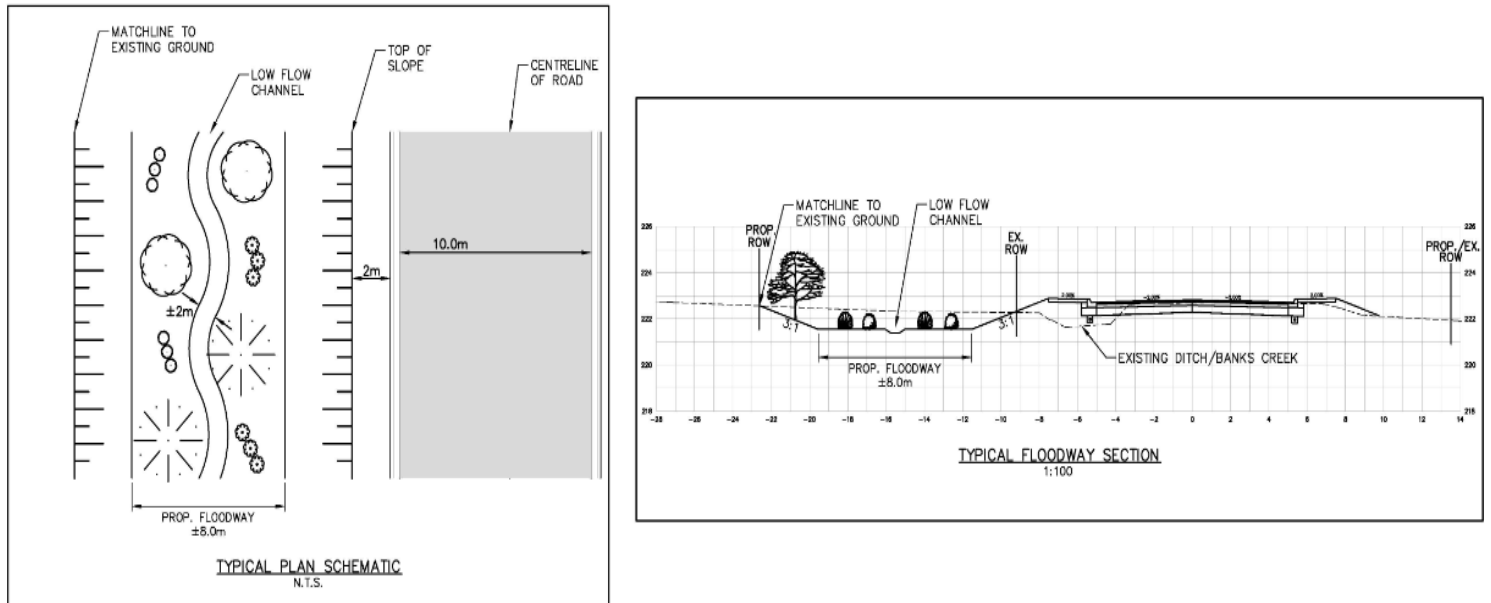 MATCHLINE TO
EXISTING GROUND
LOW FLOW
CHANNEL
TOP OF
SLOPE
CENTRELINE
OF ROAD
10.0m
2m
±2m
PROP. FLOODWAY
±8.0m
TYPICAL PLAN SCHEMATIC
N.T.S.
MATCHLINE TO
EXISTING GROUND
LOW FLOW
CHANNEL
PROP.
ROW
EX.
ROW
PROP./EX.
ROW
226
224
222
220
218
226
224
222
220
218
3:1
3:1
EXISTING DITCH/BANKS CREEK
PROP. FLOODWAY
±8.0m
-28 -26 -24 -22 -20 -18 -16 -14 -12 -10 -8 -6 -4 -2 0 2 4 6 8 10 12 14
TYPICAL FLOODWAY SECTION
1:100